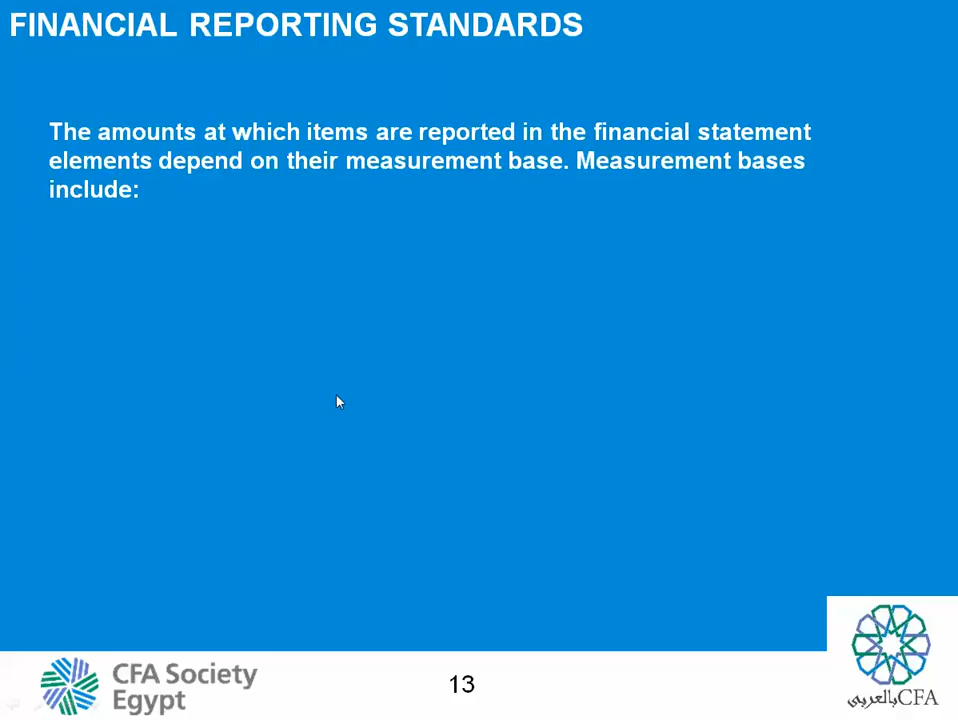 FINANCIAL REPORTING STANDARDS
The amounts at which items are reported in the financial statement
elements depend on their measurement base. Measurement bases
include:
CFA Society
Egypt
13
CFAبالعربي